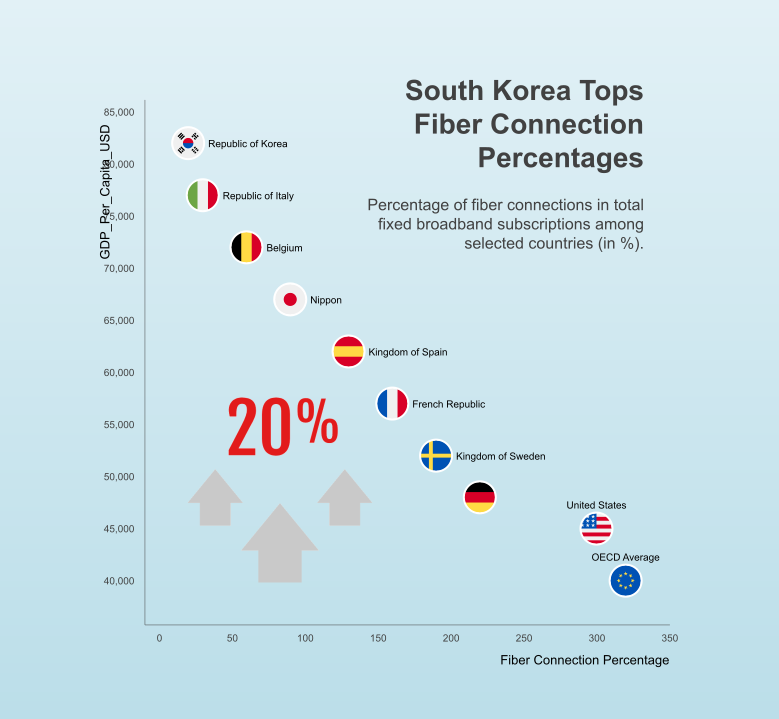 South Korea Tops
Fiber Connection
Percentages
Percentage of fiber connections in total
fixed broadband subscriptions among
selected countries (in %).
GDP_Per_Capita_USD
85,000
80,000
75,000
70,000
65,000
60,000
55,000
50,000
45,000
40,000
Republic of Korea
Republic of Italy
Belgium
Nippon
Kingdom of Spain
French Republic
Kingdom of Sweden
United States
OECD Average
20%
0 50 100 150 200 250 300 350
Fiber Connection Percentage